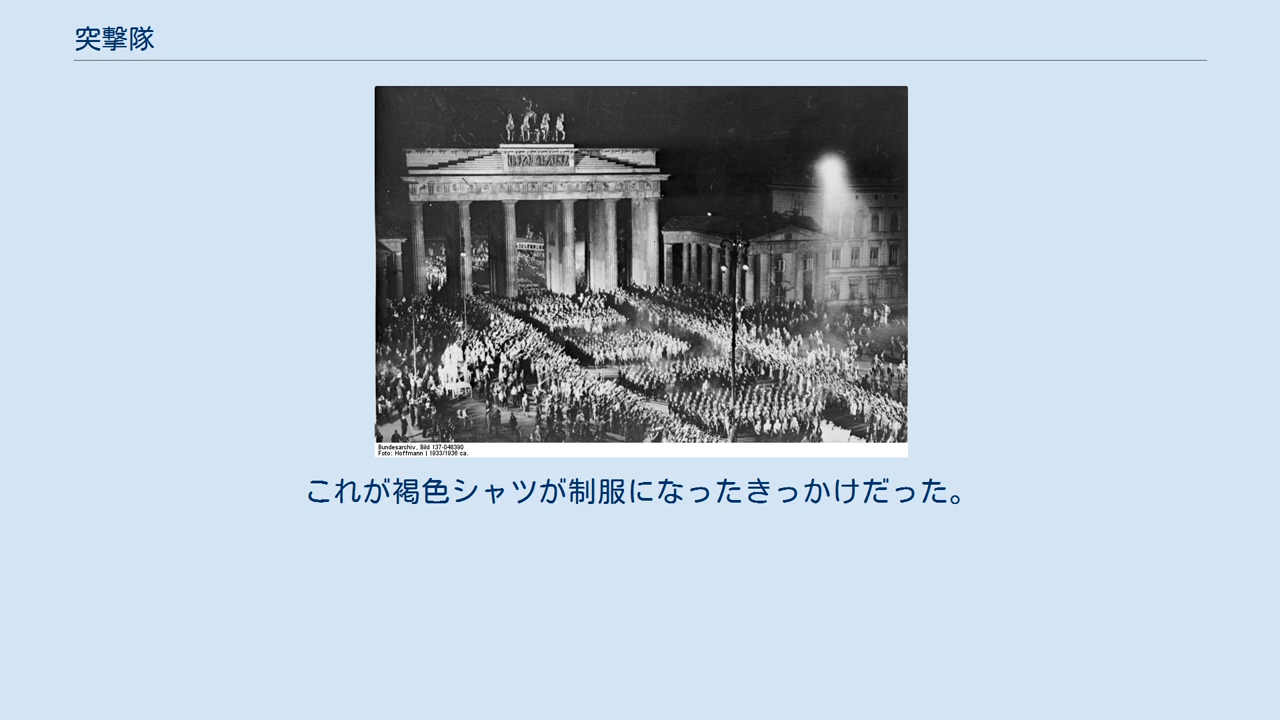 突撃隊
Bundesarchiv, Bild 137-048390
Foto: Hoffmann | 1933/1936 ca.
これが褐色シャツが制服になったきっかけだった。